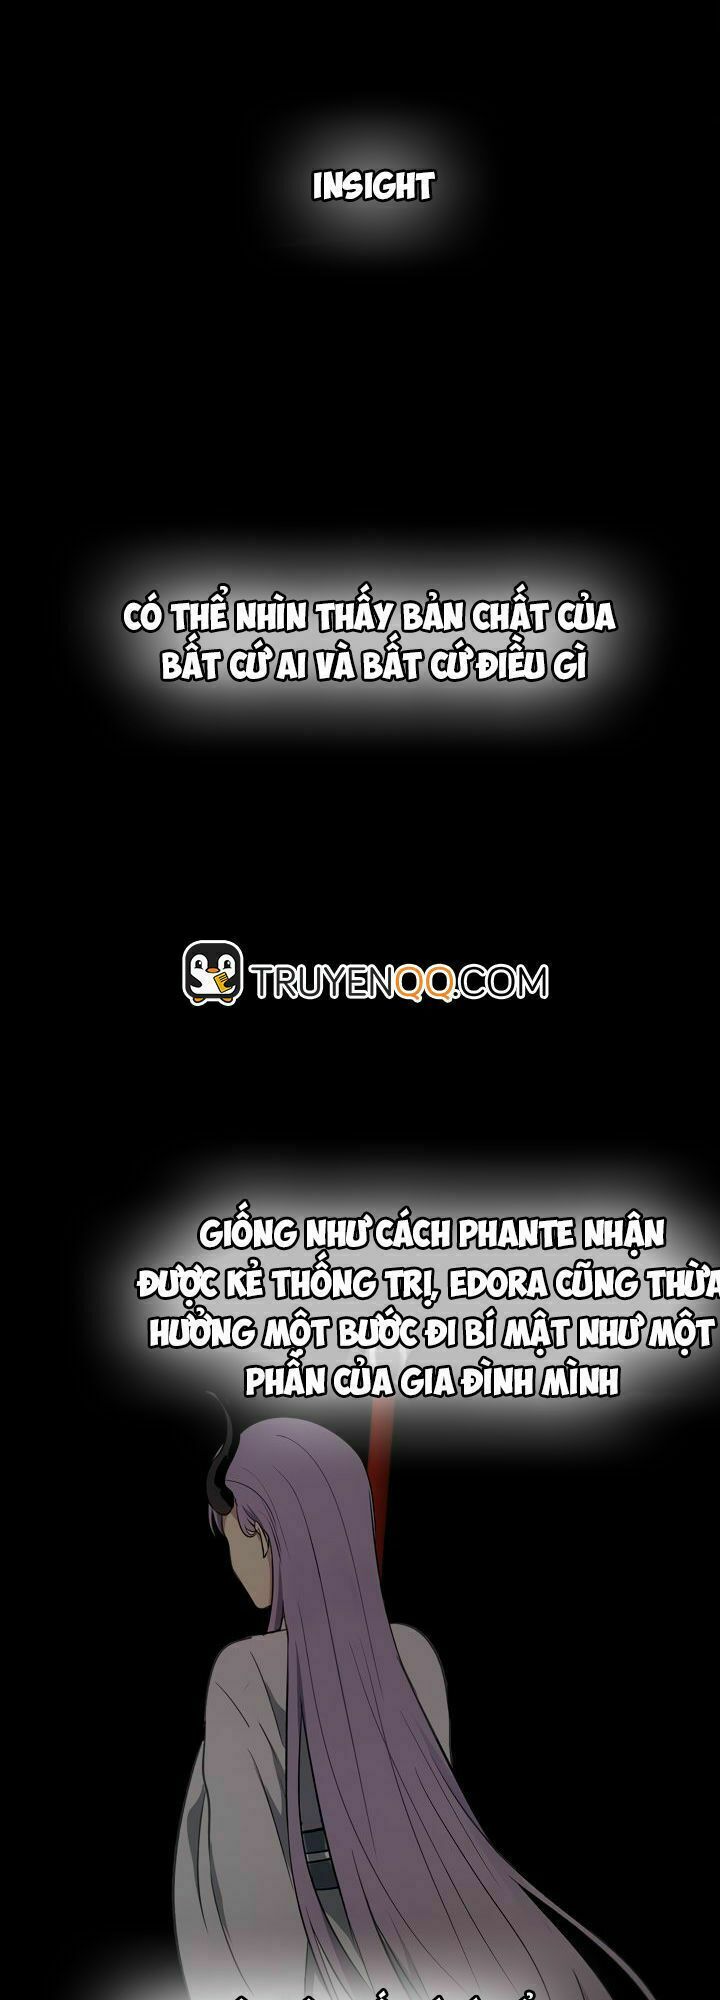 INSIGHT
CÓ THỂ NHÌN THẤY BẢN CHẤT CỦA
BẤT CỨ AI VÀ BẤT CỨ ĐIỀU GÌ
TRUYENQQ.COM
GIỐNG NHƯ CÁCH PHANTE NHẬN
ĐƯỢC KẺ THỐNG TRỊ, EDORA CŨNG THỪA
HƯỞNG MỘT BƯỚC ĐI BÍ MẬT NHƯ MỘT
PHẦN CỦA GIA ĐÌNH MÌNH